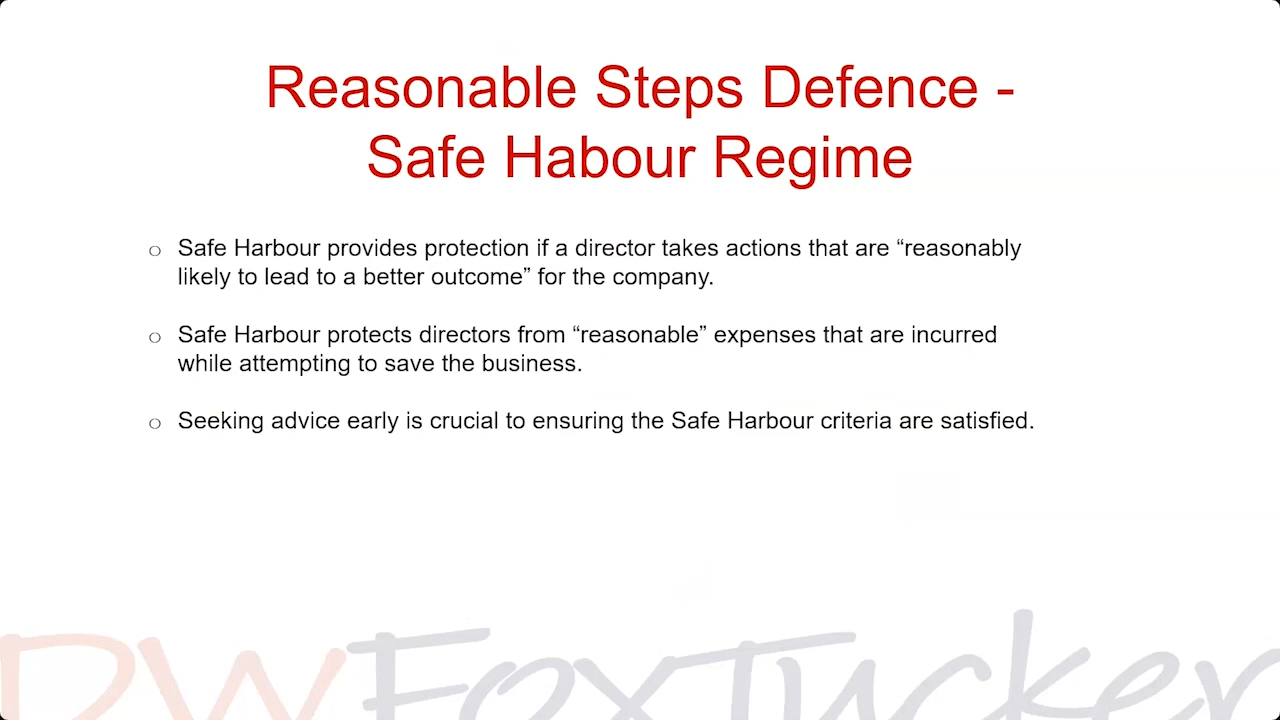 Reasonable Steps Defence -
Safe Habour Regime
Safe Harbour provides protection if a director takes actions that are “reasonably
likely to lead to a better outcome” for the company.
Safe Harbour protects directors from “reasonable” expenses that are incurred
while attempting to save the business.
Seeking advice early is crucial to ensuring the Safe Harbour criteria are satisfied.
DWFoxTucker